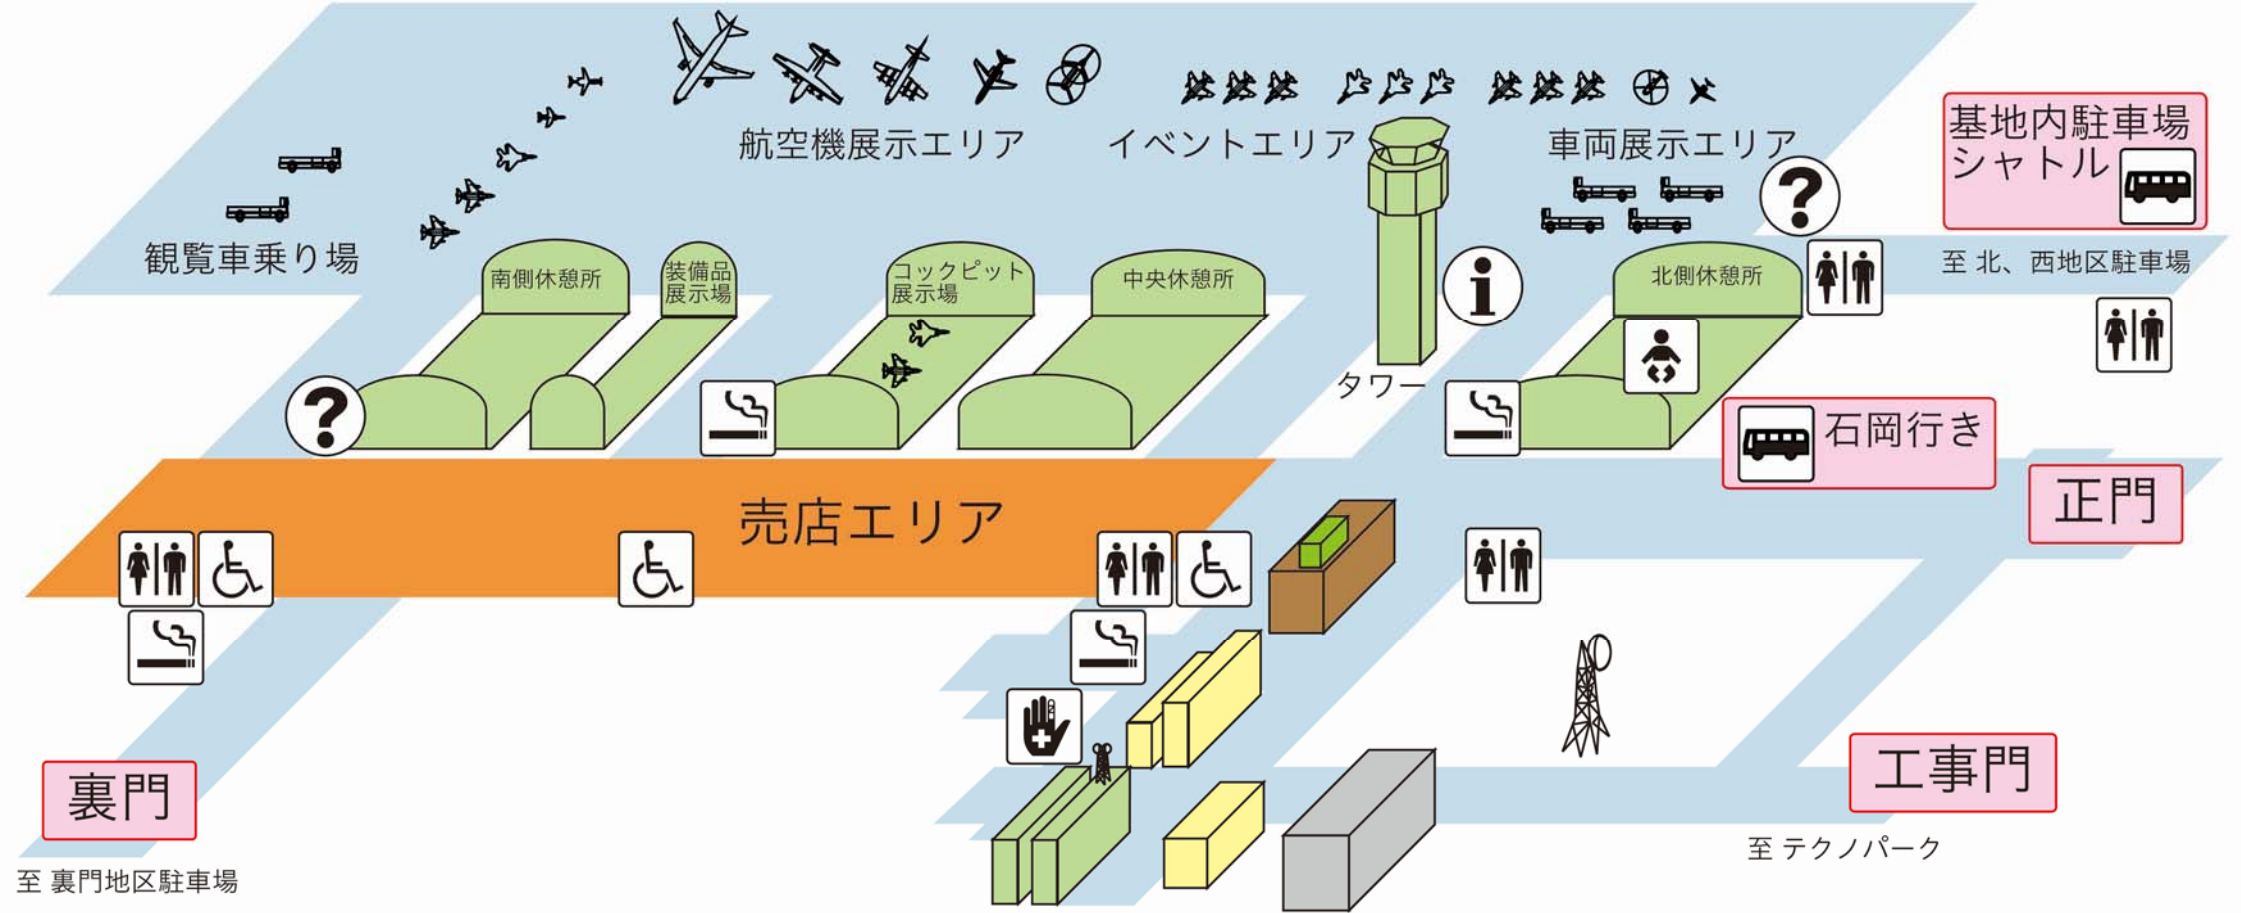 航空機展示エリア
イベントエリア
車両展示エリア
基地内駐車場
シャトル
観覧車乗り場
至 北、西地区駐車場
南側休憩所
装備品
展示場
コックピット
展示場
中央休憩所
北側休憩所
タワー
石岡行き
正門
売店エリア
裏門
工事門
至 テクノパーク
至 裏門地区駐車場